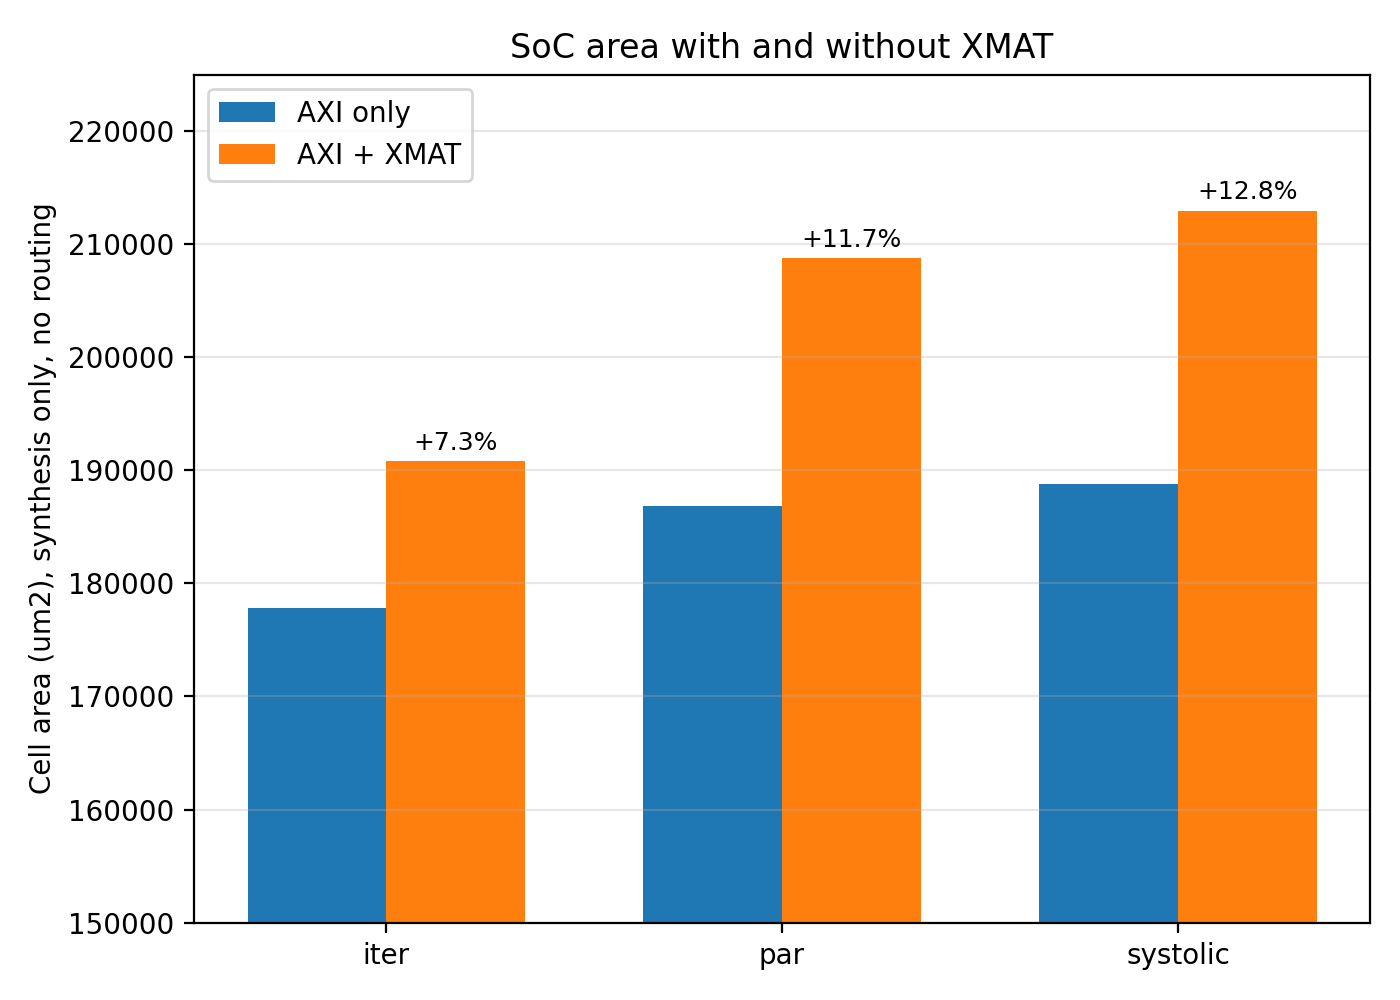 SoC area with and without XMAT
AXI only
AXI + XMAT
Cell area (um2), synthesis only, no routing
220000
210000
200000
190000
180000
170000
160000
150000
+7.3%
+11.7%
+12.8%
iter
par
systolic